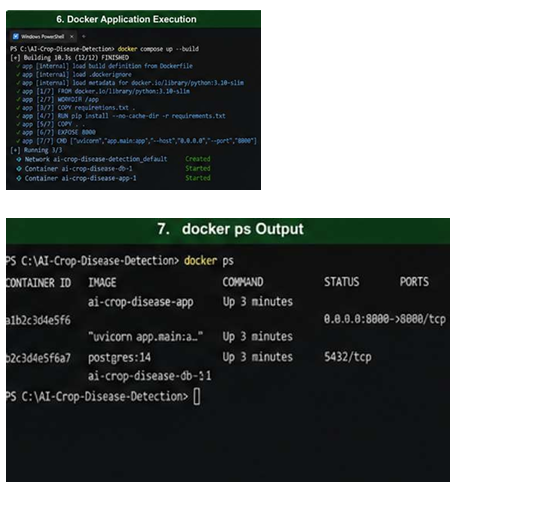 6. Docker Application Execution
Windows PowerShell
PS C:\AI-Crop-Disease-Detection> docker compose up --build
[+] Building 10.3s (12/12) FINISHED
✓ app [internal] load build definition from Dockerfile
✓ app [internal] load .dockerignore
✓ app [internal] load metadata for docker.io/library/python:3.10-slim
✓ app [1/7] FROM docker.io/library/python:3.10-slim
✓ app [2/7] WORKDIR /app
✓ app [3/7] COPY requirements.txt .
✓ app [4/7] RUN pip install --no-cache-dir -r requirements.txt
✓ app [5/7] COPY . .
✓ app [6/7] EXPOSE 8000
✓ app [7/7] CMD ["uvicorn","app.main:app","--host","0.0.0.0","--port","8000"]
[+] Running 3/3
Network ai-crop-disease-detection_default Created
Container ai-crop-disease-db-1 Started
Container ai-crop-disease-app-1 Started
7. docker ps Output
PS C:\AI-Crop-Disease-Detection> docker ps
CONTAINER ID IMAGE COMMAND STATUS PORTS
ai-crop-disease-app Up 3 minutes
a1b2c3d4e5f6 0.0.0.0:8000->8000/tcp
"uvicorn app.main:a…" Up 3 minutes
b2c3d4e5f6a7 postgres:14 Up 3 minutes 5432/tcp
ai-crop-disease-db-1
PS C:\AI-Crop-Disease-Detection>